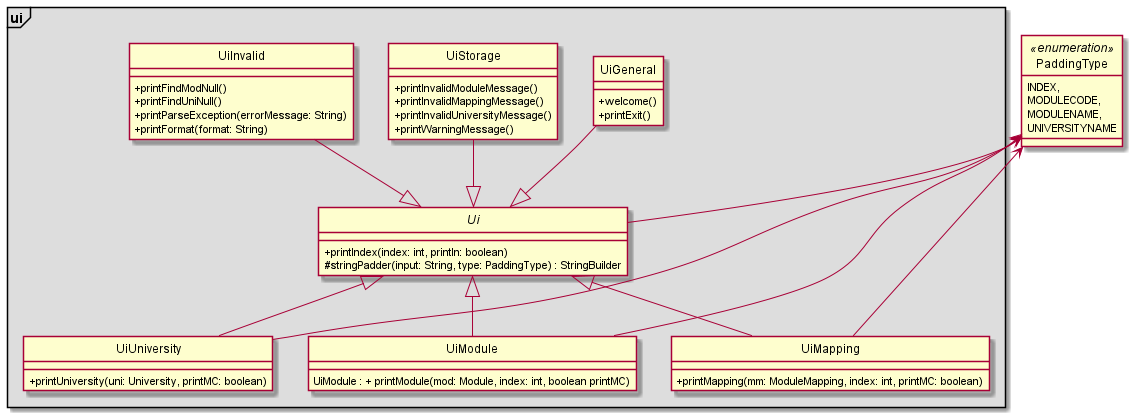 ui
UiInvalid
+printFindModNull()
+printFindUniNull()
+printParseException(errorMessage: String)
+printFormat(format: String)
UiStorage
+printInvalidModuleMessage()
+printInvalidMappingMessage()
+printInvalidUniversityMessage()
+printWarningMessage()
UiGeneral
+welcome()
+printExit()
«enumeration»
PaddingType
INDEX,
MODULECODE,
MODULENAME,
UNIVERSITYNAME
Ui
+printIndex(index: int, println: boolean)
#stringPadder(input: String, type: PaddingType) : StringBuilder
UiUniversity
+printUniversity(uni: University, printMC: boolean)
UiModule
UiModule : + printModule(mod: Module, index: int, boolean printMC)
UiMapping
+printMapping(mm: ModuleMapping, index: int, printMC: boolean)